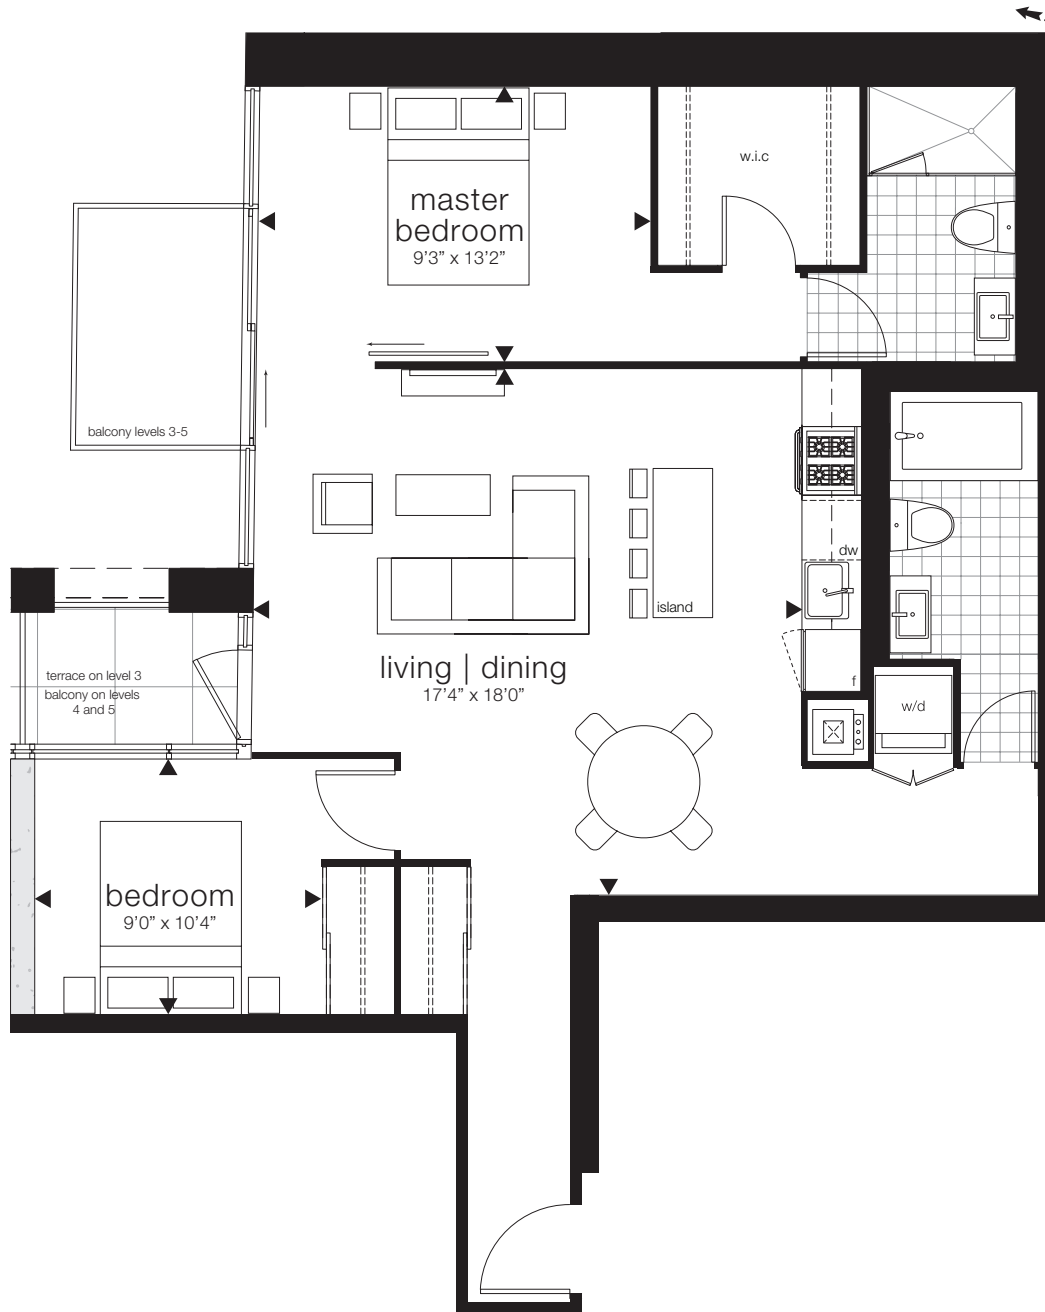 w.i.c
master
bedroom
9’3” x 13’2”
balcony levels 3-5
dw
island
terrace on level 3
balcony on levels
4 and 5
living | dining
17’4” x 18’0”
f
w/d
bedroom
9’0” x 10’4”